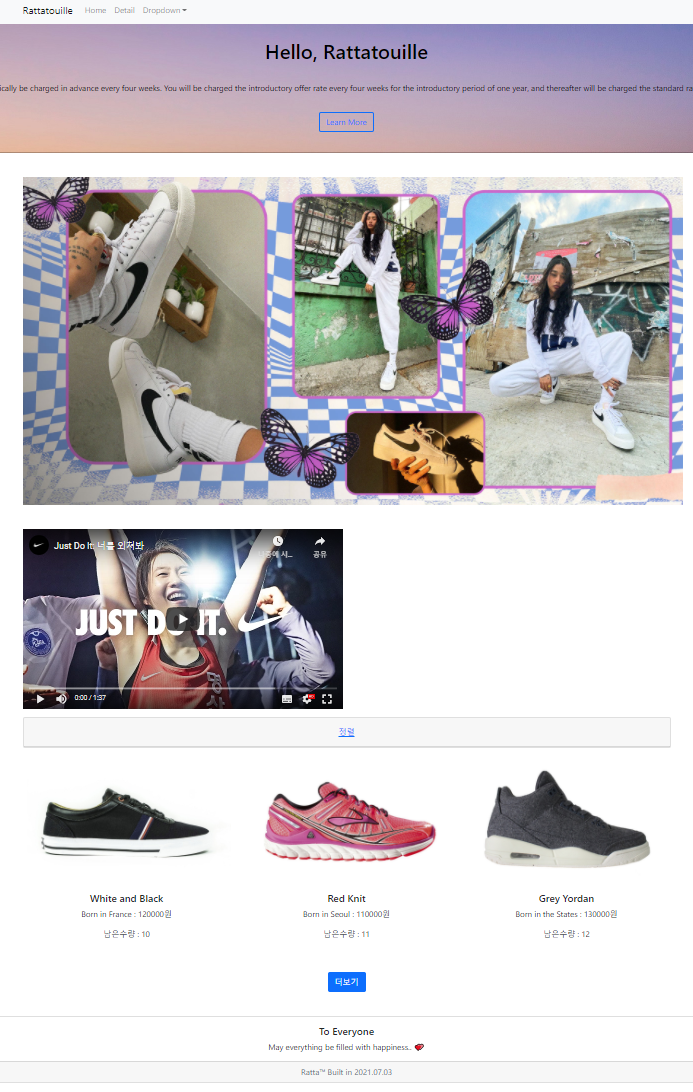 Rattatouille Home Detail Dropdown
Hello, Rattatouille
ically be charged in advance every four weeks. You will be charged the introductory offer rate every four weeks for the introductory period of one year, and thereafter will be charged the standard ra
Learn More
Just Do It: 너를 외쳐봐
공유
JUST DO IT.
0:00 / 1:37
정렬
White and Black
Born in France : 120000원
남은수량 : 10
Red Knit
Born in Seoul : 110000원
남은수량 : 11
Grey Yordan
Born in the States : 130000원
남은수량 : 12
더보기
To Everyone
May everything be filled with happiness..
Ratta™ Built in 2021.07.03